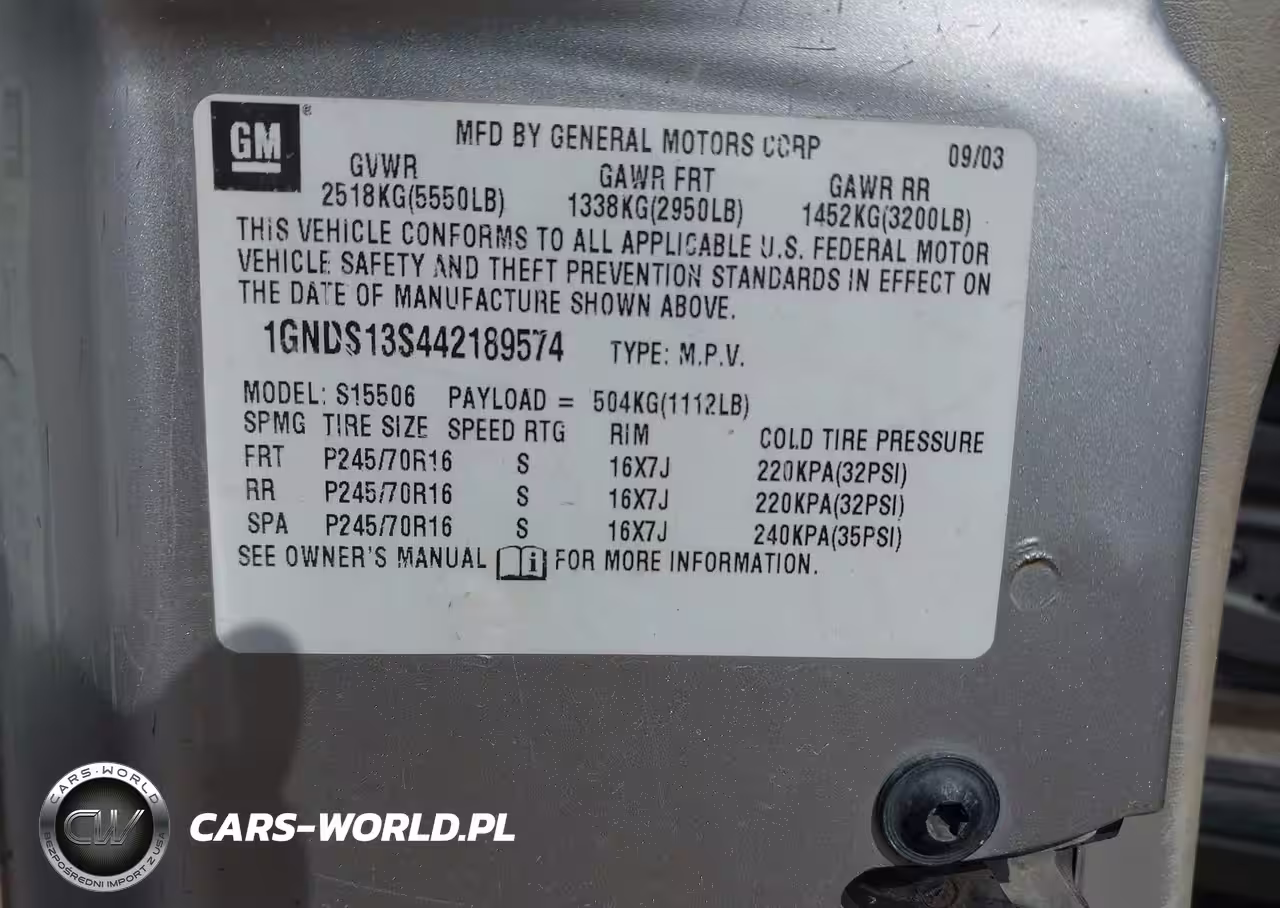 GM ®
MFD BY GENERAL MOTORS CORP 09/03
GVWR GAWR FRT GAWR RR
2518KG(5550LB) 1338KG(2950LB) 1452KG(3200LB)
THIS VEHICLE CONFORMS TO ALL APPLICABLE U.S. FEDERAL MOTOR
VEHICLE SAFETY AND THEFT PREVENTION STANDARDS IN EFFECT ON
THE DATE OF MANUFACTURE SHOWN ABOVE.
1GNDS13S442189574 TYPE: M.P.V.
MODEL: S15506 PAYLOAD = 504KG(1112LB)
SPMG TIRE SIZE SPEED RTG RIM COLD TIRE PRESSURE
FRT P245/70R16 S 16X7J 220KPA(32PSI)
RR P245/70R16 S 16X7J 220KPA(32PSI)
SPA P245/70R16 S 16X7J 240KPA(35PSI)
SEE OWNER'S MANUAL FOR MORE INFORMATION.
CARS-WORLD
CW
BEZPOŚREDNI IMPORT Z USA
CARS-WORLD.PL